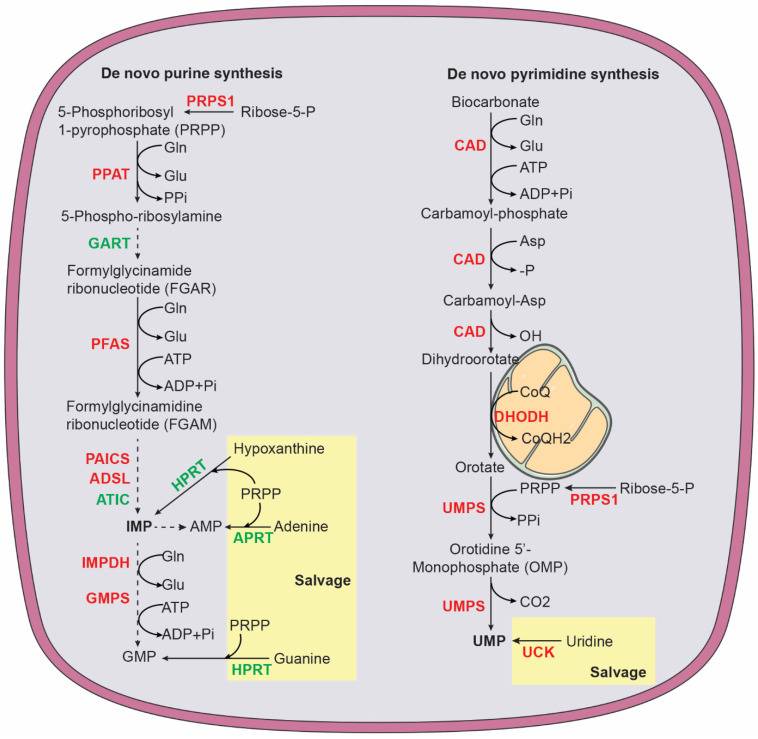 De novo purine synthesis
PRPS1
5-Phosphoribosyl
Ribose-5-P
1-pyrophosphate (PRPP)
Gln
PPAT
Glu
PPi
5-Phospho-ribosylamine
GART
Formylglycinamide
ribonucleotide (FGAR)
Gln
Glu
PFAS
ATP
ADP+Pi
Formylglycinamidine
ribonucleotide (FGAM)
PAICS
ADSL
ATIC
Hypoxanthine
HPRT
PRPP
IMP
AMP
Adenine
APRT
IMPDH
Gln
Glu
Salvage
GMPS
ATP
ADP+Pi
PRPP
GMP
Guanine
HPRT
De novo pyrimidine synthesis
Biocarbonate
Gln
CAD
Glu
ATP
ADP+Pi
Carbamoyl-phosphate
Asp
CAD
-P
Carbamoyl-Asp
CAD
OH
Dihydroorotate
CoQ
DHODH
CoQH2
Orotate
PRPP
Ribose-5-P
PRPS1
UMPS
PPi
Orotidine 5'-
Monophosphate (OMP)
UMPS
CO2
UMP
Uridine
UCK
Salvage